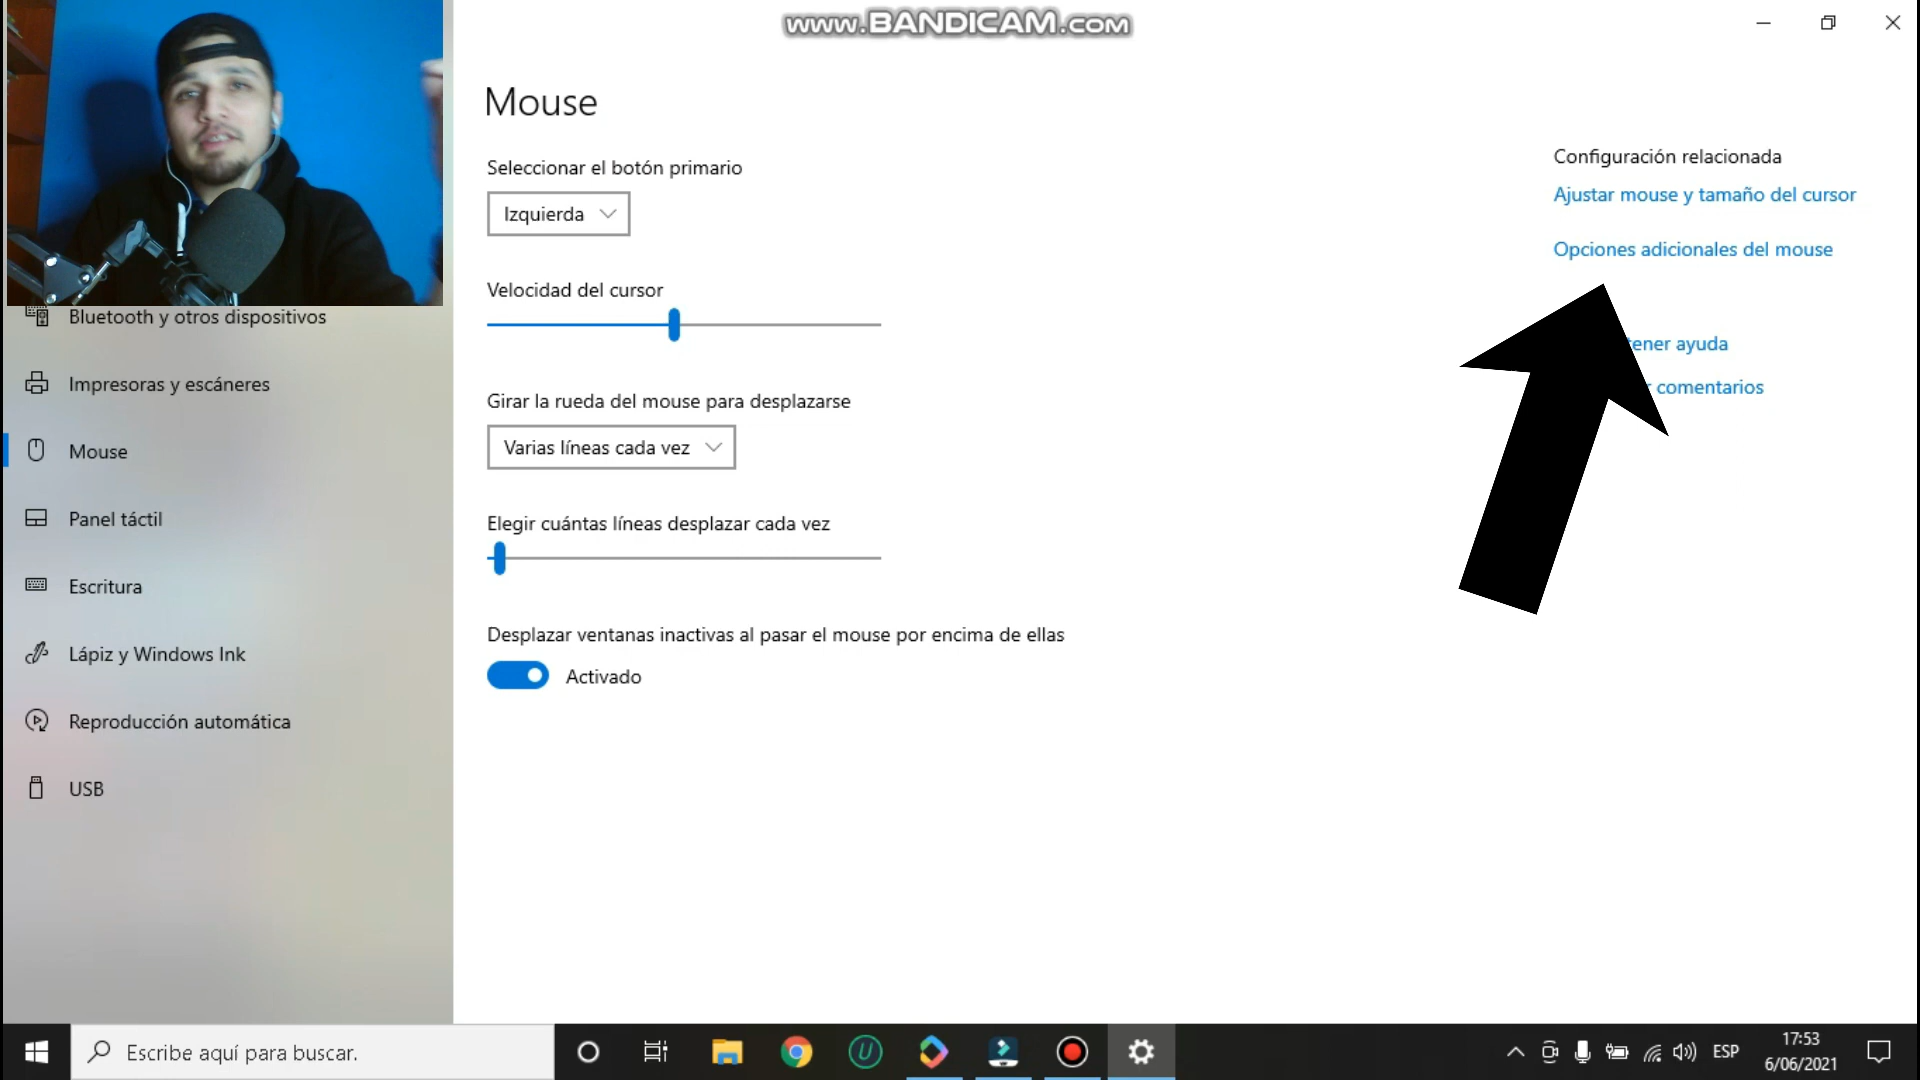 www.BANDICAM.com
Mouse
Seleccionar el botón primario
Izquierda
Velocidad del cursor
Girar la rueda del mouse para desplazarse
Varias líneas cada vez
Elegir cuántas líneas desplazar cada vez
Desplazar ventanas inactivas al pasar el mouse por encima de ellas
Activado
Configuración relacionada
Ajustar mouse y tamaño del cursor
Opciones adicionales del mouse
tener ayuda
r comentarios
Bluetooth y otros dispositivos
Impresoras y escáneres
Mouse
Panel táctil
Escritura
Lápiz y Windows Ink
Reproducción automática
USB
Escribe aquí para buscar.
ESP
17:53
6/06/2021